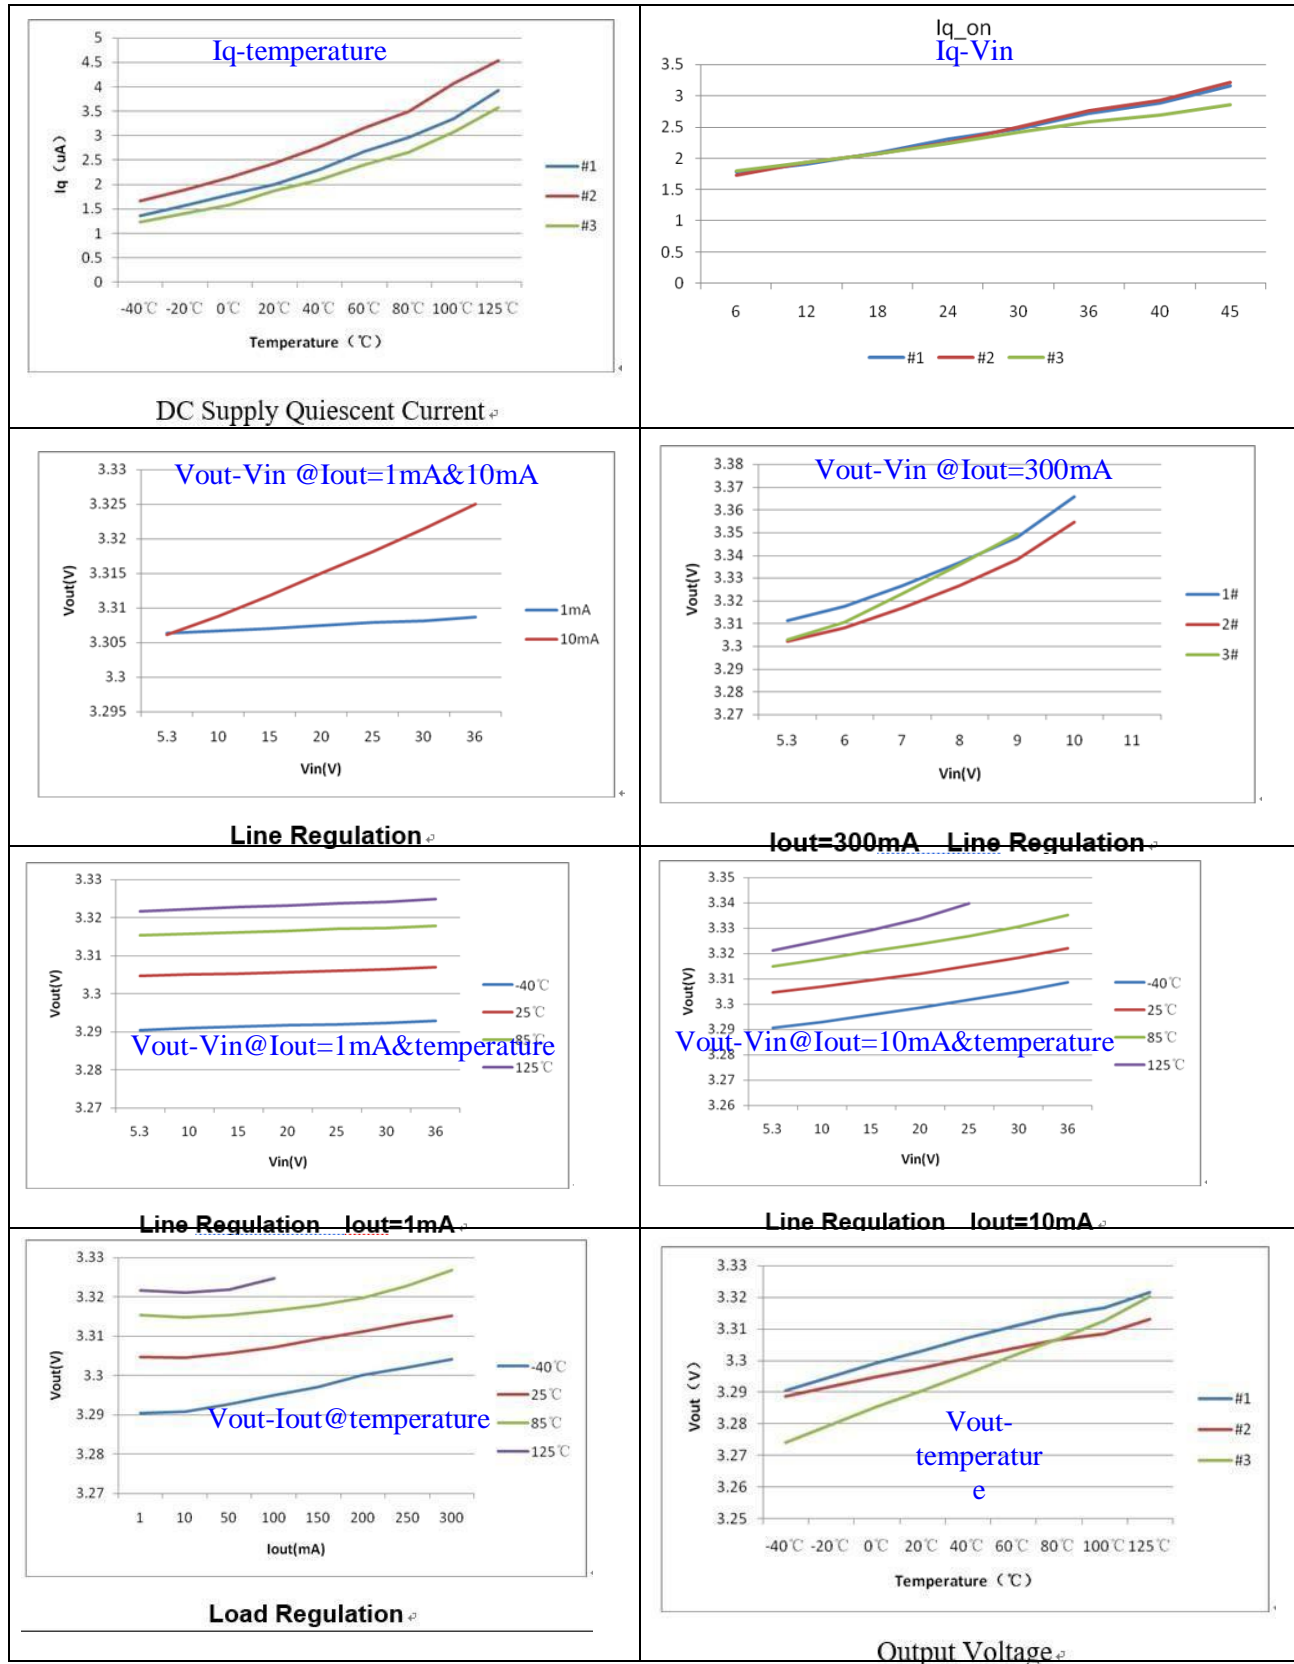 Iq-temperature
5
4.5
4
3.5
3
2.5
2
1.5
1
0.5
0
Iq（uA）
#1
#2
#3
-40℃ -20℃ 0℃ 20℃ 40℃ 60℃ 80℃ 100℃ 125℃
Temperature（℃）
DC Supply Quiescent Current
Iq_on
Iq-Vin
3.5
3
2.5
2
1.5
1
0.5
0
6 12 18 24 30 36 40 45
#1 #2 #3
Vout-Vin @Iout=1mA&10mA
3.33
3.325
3.32
3.315
3.31
3.305
3.3
3.295
Vout(V)
1mA
10mA
5.3 10 15 20 25 30 36
Vin(V)
Line Regulation
Vout-Vin @Iout=300mA
3.38
3.37
3.36
3.35
3.34
3.33
3.32
3.31
3.3
3.29
3.28
3.27
Vout(V)
1#
2#
3#
5.3 6 7 8 9 10 11
Vin(V)
Iout=300mA Line Regulation
3.33
3.32
3.31
3.3
3.29
3.28
3.27
Vout(V)
-40℃
25℃
85℃
125℃
Vout-Vin@Iout=1mA&temperature
5.3 10 15 20 25 30 36
Vin(V)
Line Regulation Iout=1mA
3.35
3.34
3.33
3.32
3.31
3.3
3.29
3.28
3.27
3.26
Vout(V)
-40℃
25℃
85℃
125℃
Vout-Vin@Iout=10mA&temperature
5.3 10 15 20 25 30 36
Vin(V)
Line Regulation Iout=10mA
3.33
3.32
3.31
3.3
3.29
3.28
3.27
Vout(V)
-40℃
25℃
85℃
125℃
Vout-Iout@temperature
1 10 50 100 150 200 250 300
Iout(mA)
Load Regulation
3.33
3.32
3.31
3.3
3.29
3.28
3.27
3.26
3.25
Vout（V）
#1
#2
#3
Vout-
temperatur
e
-40℃ -20℃ 0℃ 20℃ 40℃ 60℃ 80℃ 100℃ 125℃
Temperature（℃）
Output Voltage